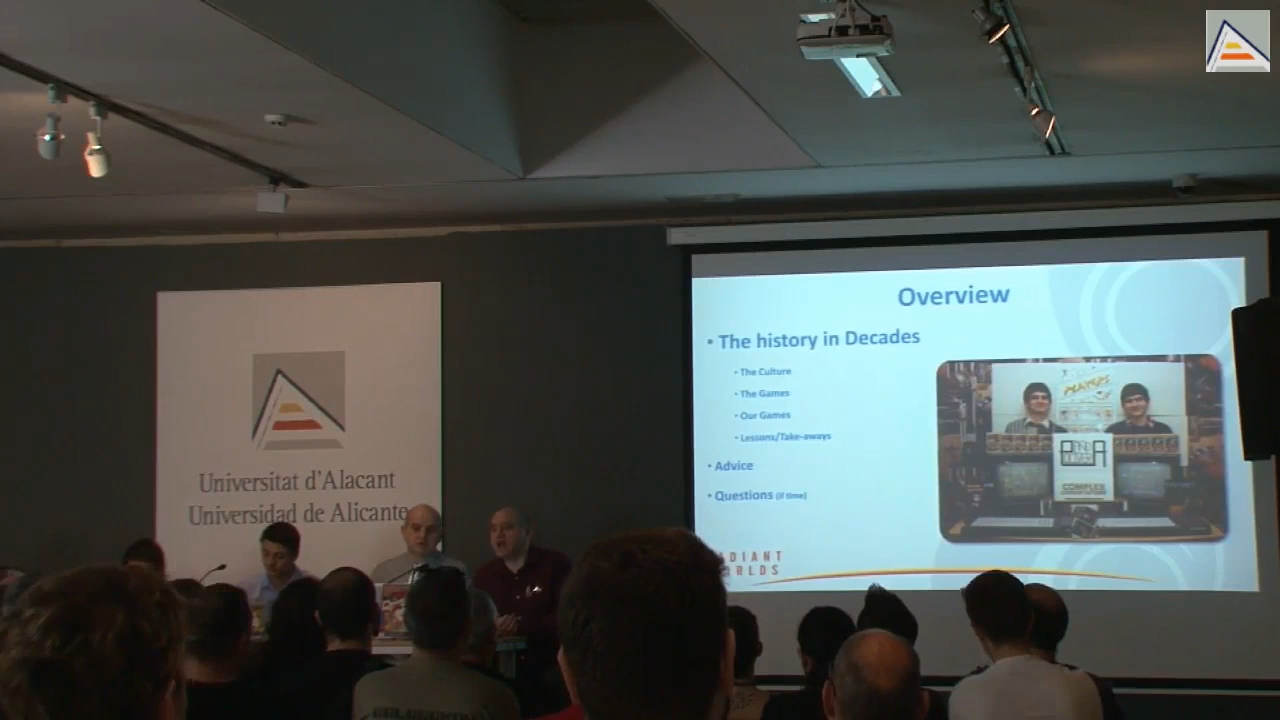 Universitat d'Alacant
Universidad de Alicante
Overview
• The history in Decades
• The Culture
• The Games
• Our Games
• Lessons/Take-aways
• Advice
• Questions (if time)
PLAYERS
COMPLEX